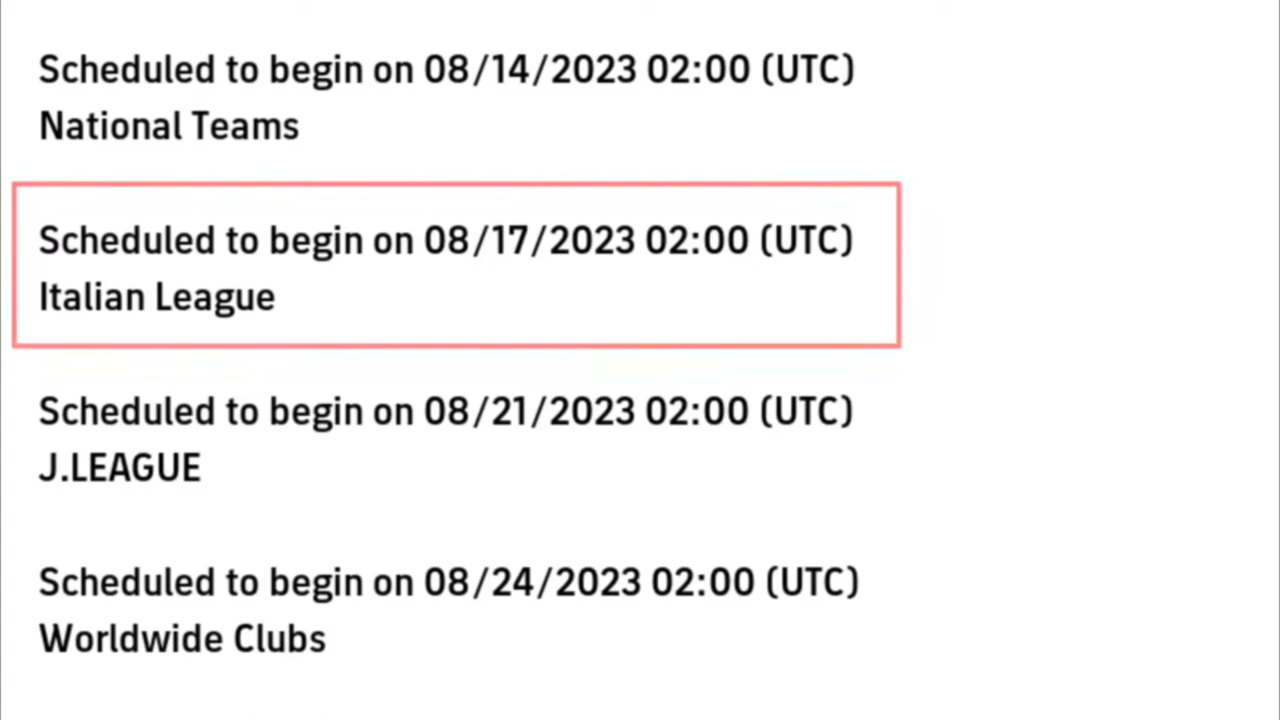 Scheduled to begin on 08/14/2023 02:00 (UTC)
National Teams
Scheduled to begin on 08/17/2023 02:00 (UTC)
Italian League
Scheduled to begin on 08/21/2023 02:00 (UTC)
J.LEAGUE
Scheduled to begin on 08/24/2023 02:00 (UTC)
Worldwide Clubs